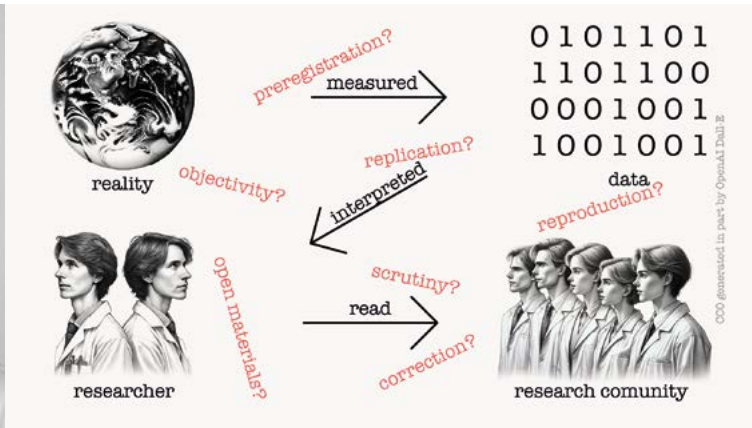 preregistration?
measured
0101101
1101100
0001001
1001001
reality
objectivity?
replication?
interpreted
data
reproduction?
open materials?
scrutiny?
read
correction?
researcher
research comunity
CC0 generated in part by OpenAI Dall-E